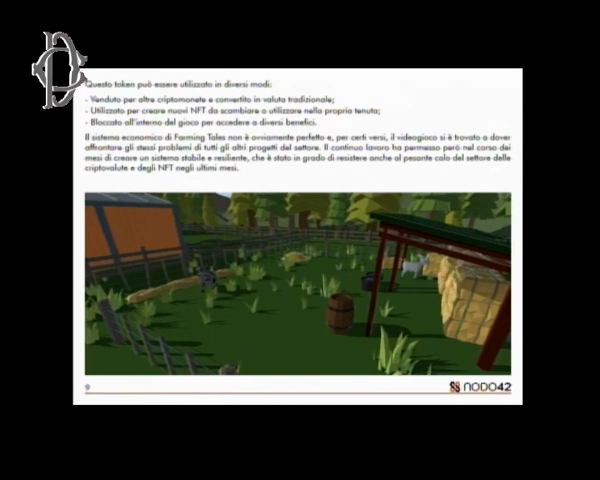 Questo token può essere utilizzato in diversi modi:
- Venduto per altre criptomonete e convertito in valuta tradizionale;
- Utilizzato per creare nuovi NFT da scambiare o utilizzare nella propria tenuta;
- Bloccato all'interno del gioco per accedere a diversi benefici.
Il sistema economico di Farming Tales non è ovviamente perfetto e, per certi versi, il videogioco si è trovato a dover
affrontare gli stessi problemi di tutti gli altri progetti del settore. Il continuo lavoro ha permesso però nel corso dei
mesi di creare un sistema stabile e resiliente, che è stato in grado di resistere anche al pesante calo del settore delle
criptovalute e degli NFT negli ultimi mesi.
9
NODO42